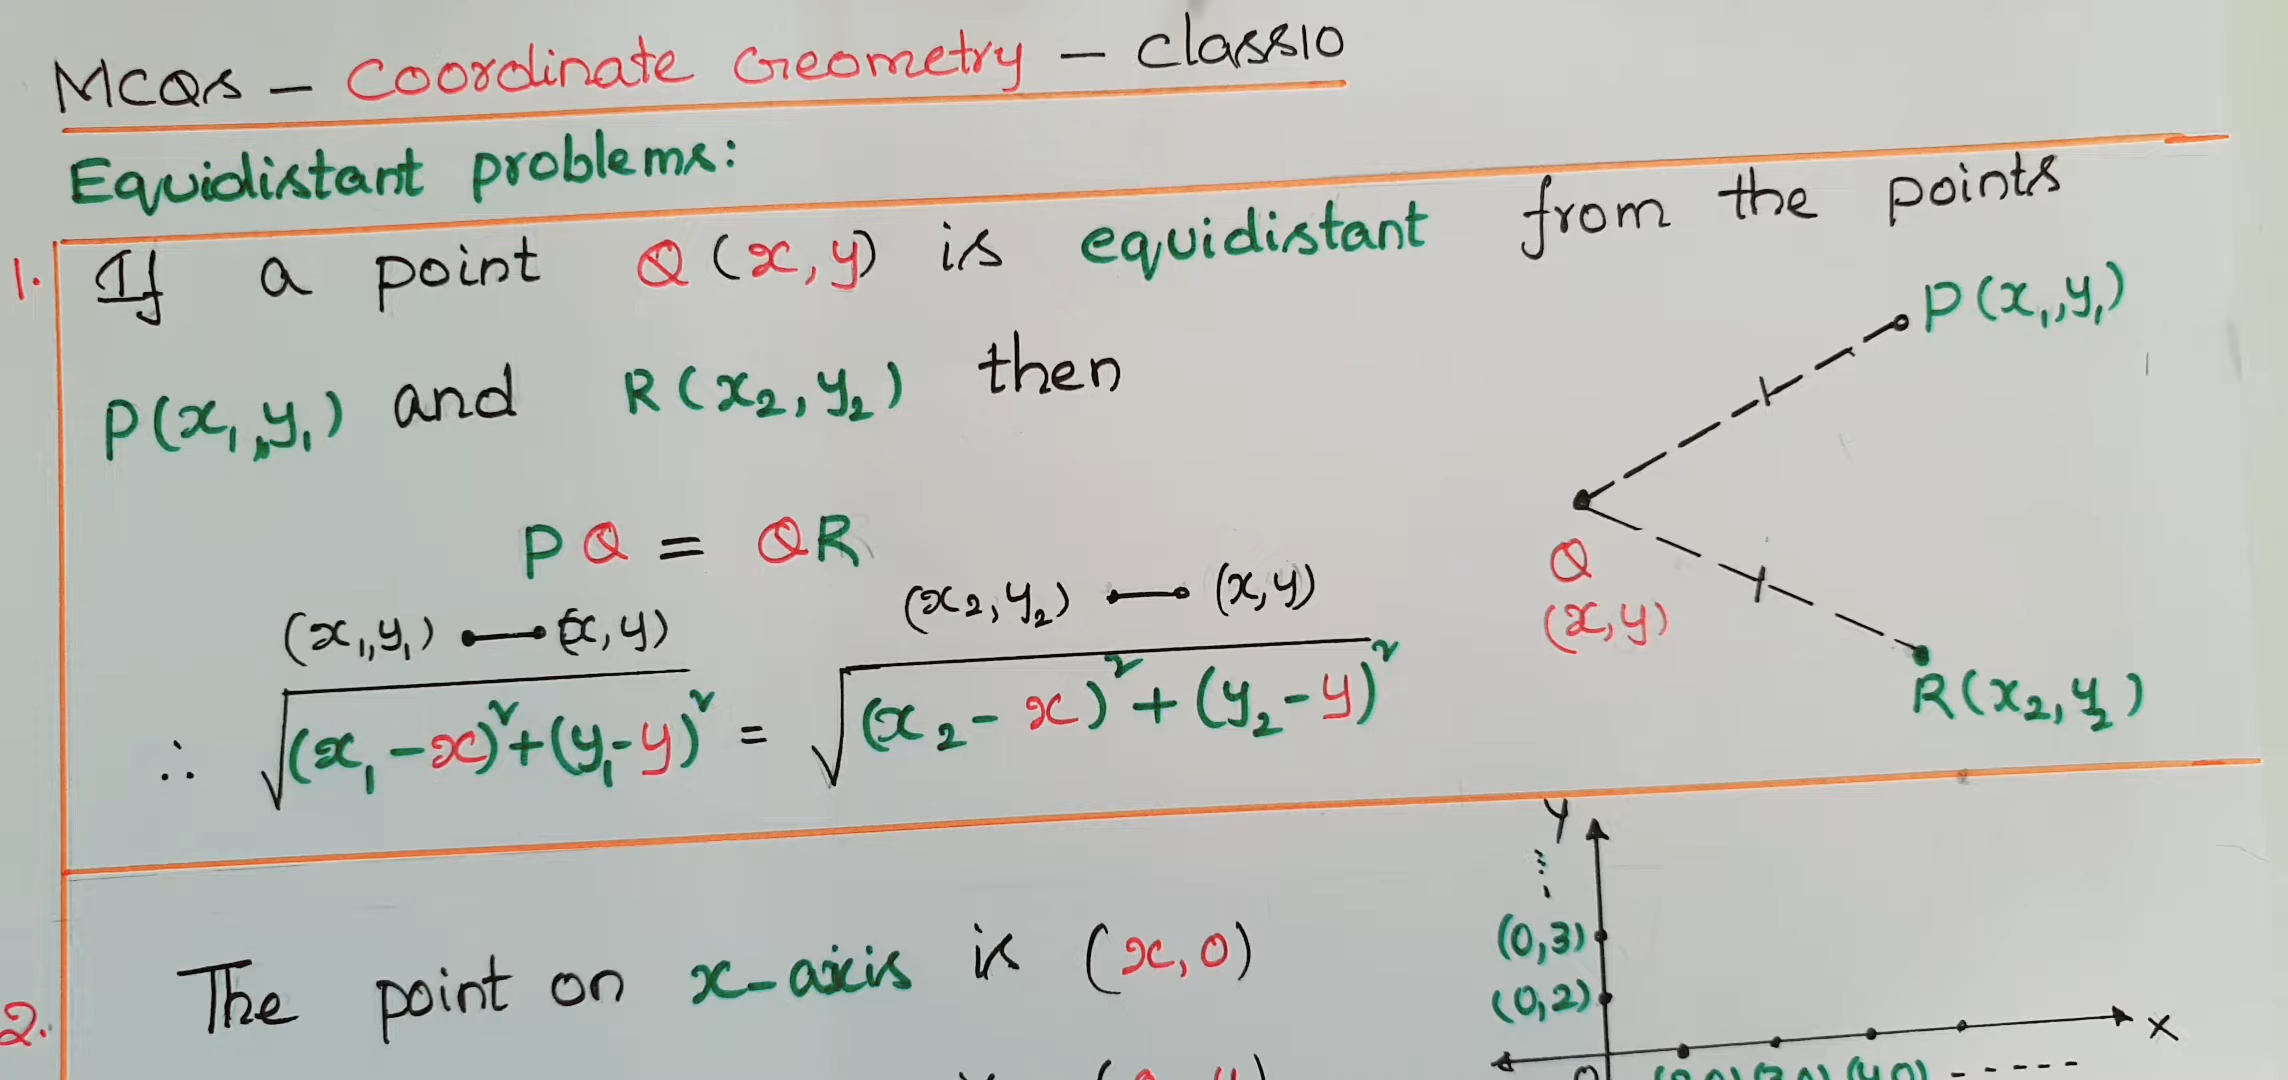 MCQs - Coordinate Geometry - class10
Equidistant problems:
1. If a point Q(x,y) is equidistant from the points
P(x₁,y₁) and R(x₂,y₂) then
P(x₁,y₁)
PQ = QR
(x₁,y₁) (x,y)
(x₂,y₂) (x,y)
∴ √(x₁-x)²+(y₁-y)² = √(x₂-x)²+(y₂-y)²
Q
(x,y)
R(x₂,y₂)
2. The point on x-axis is (x,0)
Y
(0,3)
(0,2)
X